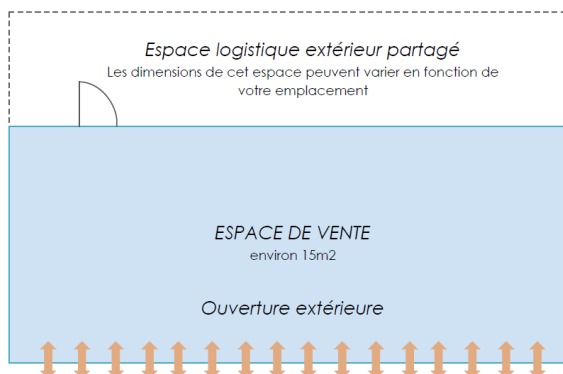 Espace logistique extérieur partagé
Les dimensions de cet espace peuvent varier en fonction de
votre emplacement
ESPACE DE VENTE
environ 15m2
Ouverture extérieure